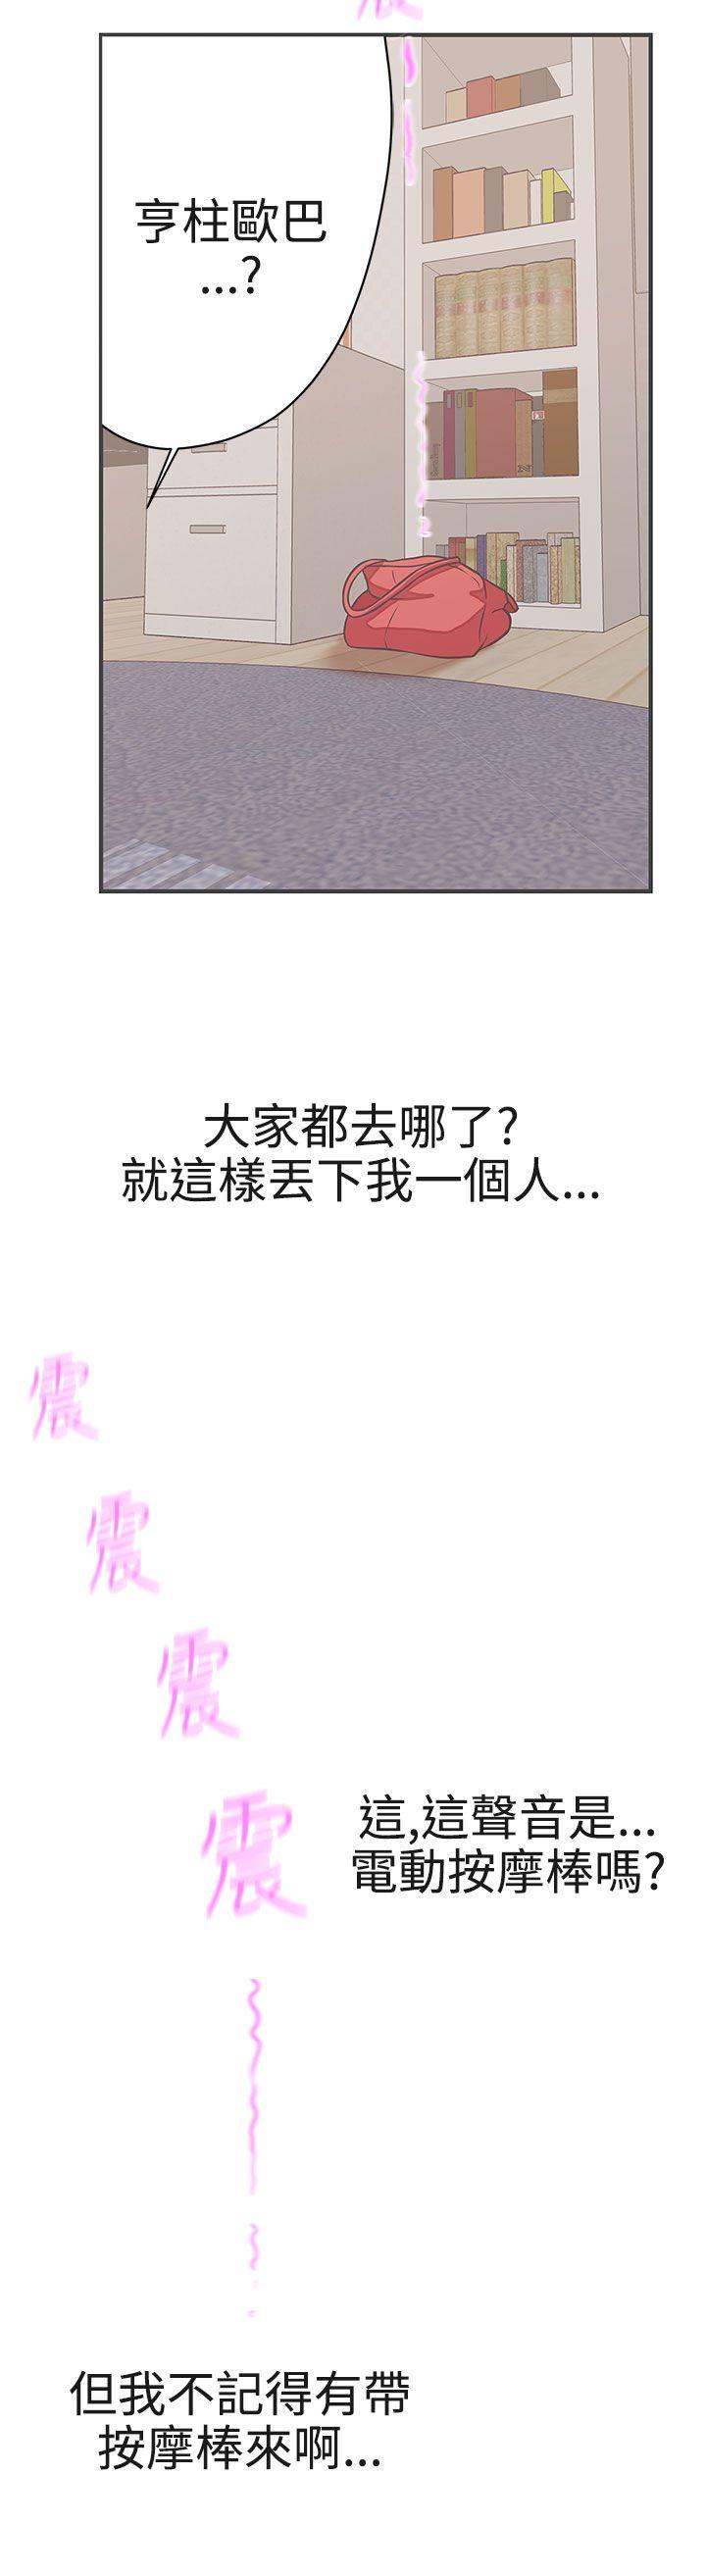 震
亨柱歐巴
...?
大家都去哪了?
就這樣丟下我一個人...
震
震
震
震
這,這聲音是...
電動按摩棒嗎?
但我不記得有帶
按摩棒來啊...